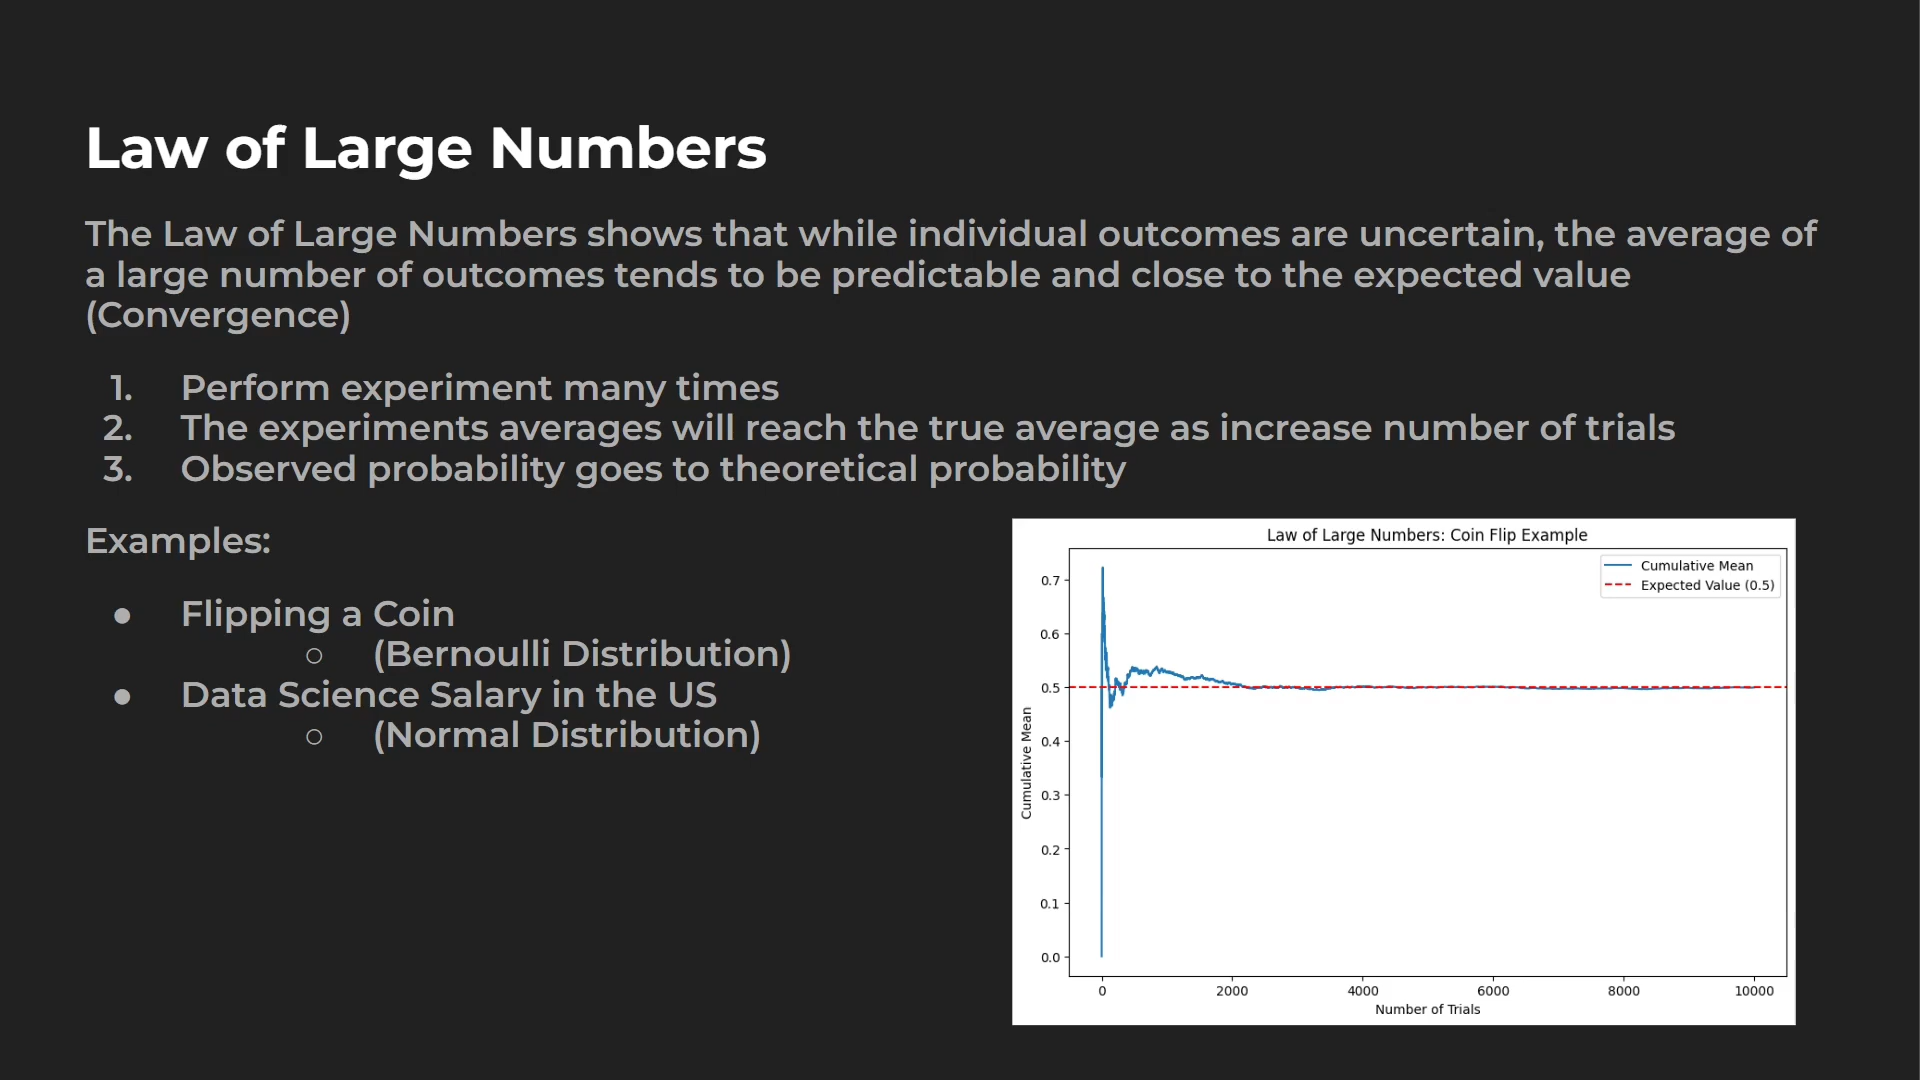 Law of Large Numbers
The Law of Large Numbers shows that while individual outcomes are uncertain, the average of
a large number of outcomes tends to be predictable and close to the expected value
(Convergence)
1. Perform experiment many times
2. The experiments averages will reach the true average as increase number of trials
3. Observed probability goes to theoretical probability
Examples:
● Flipping a Coin
○ (Bernoulli Distribution)
● Data Science Salary in the US
○ (Normal Distribution)
Law of Large Numbers: Coin Flip Example
Cumulative Mean
Expected Value (0.5)
0.7
0.6
0.5
0.4
0.3
0.2
0.1
0.0
Cumulative Mean
0 2000 4000 6000 8000 10000
Number of Trials